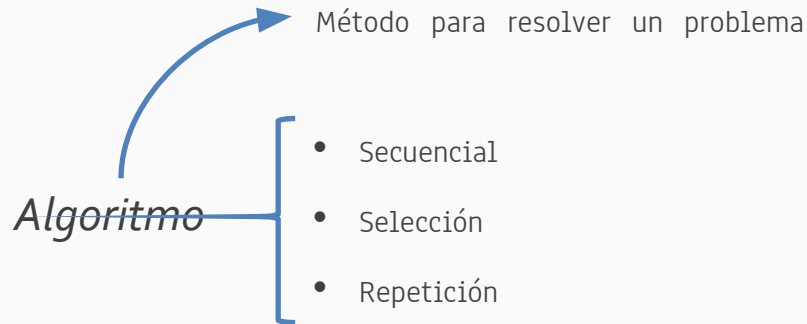 Método para resolver un problema
• Secuencial
Algoritmo
• Selección
• Repetición